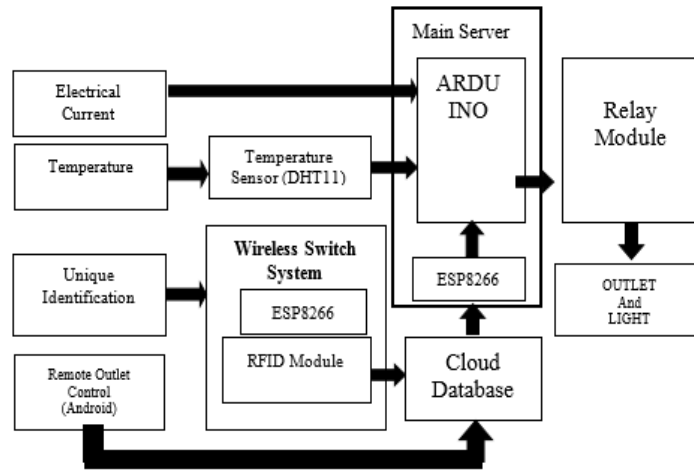 Main Server
Electrical
Current
ARDU
INO
Relay
Module
Temperature
Temperature
Sensor (DHT11)
Unique
Identification
Wireless Switch
System
ESP8266
RFID Module
ESP8266
OUTLET
And
LIGHT
Remote Outlet
Control
(Android)
Cloud
Database